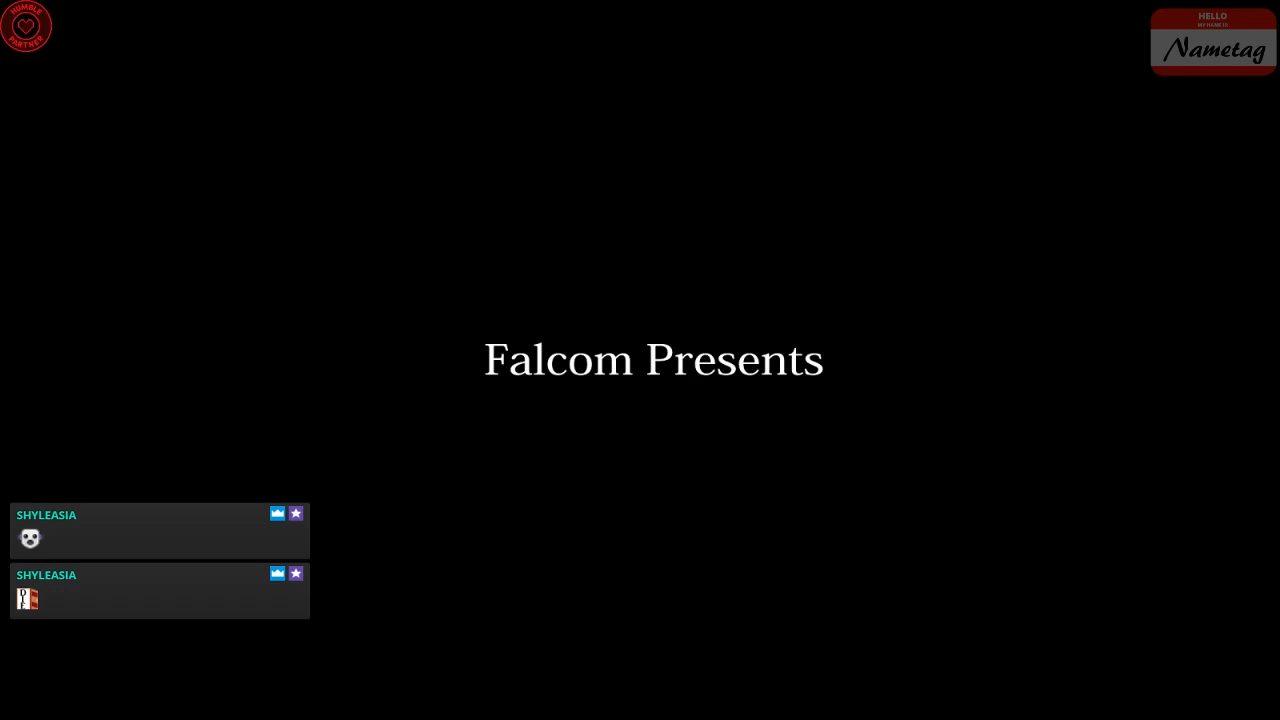 HUMBLE
PARTNER
HELLO
MY NAME IS
Nametag
Falcom Presents
SHYLEASIA
SHYLEASIA